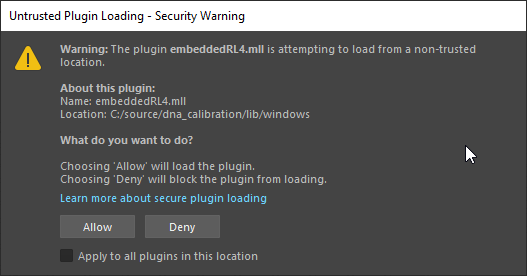 Untrusted Plugin Loading - Security Warning
Warning: The plugin embeddedRL4.mll is attempting to load from a non-trusted
location.
About this plugin:
Name: embeddedRL4.mll
Location: C:/source/dna_calibration/lib/windows
What do you want to do?
Choosing 'Allow' will load the plugin.
Choosing 'Deny' will block the plugin from loading.
Learn more about secure plugin loading
Allow Deny
Apply to all plugins in this location